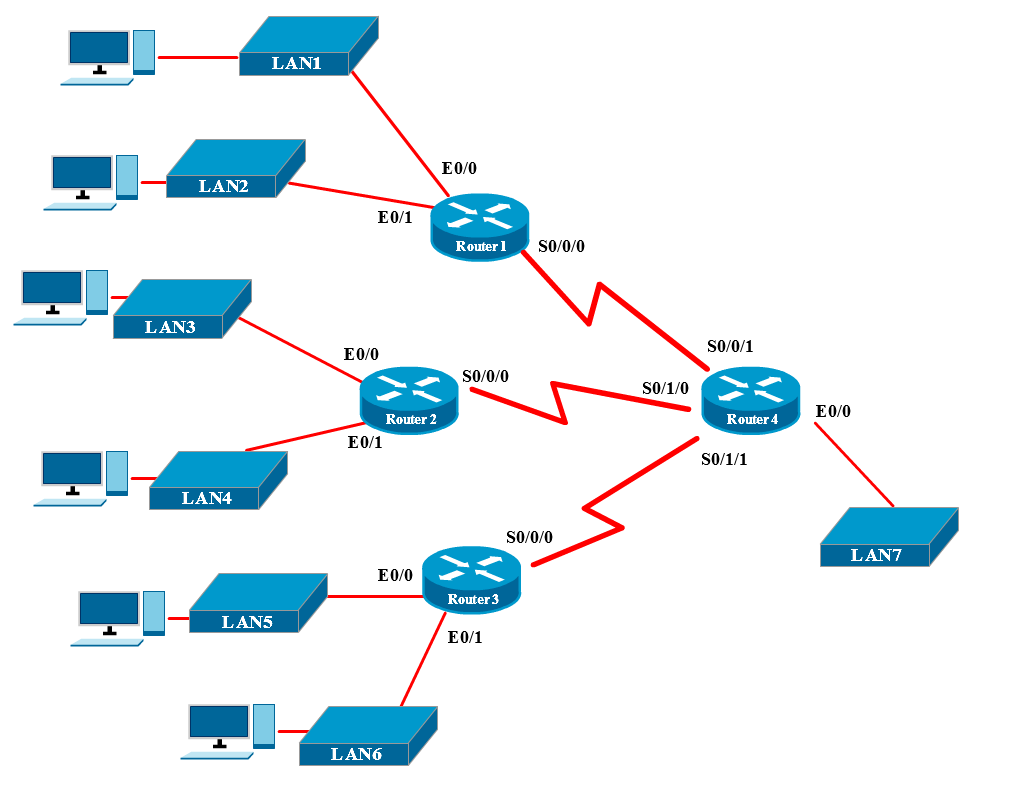 LAN1
E0/0
LAN2
E0/1
Router 1
S0/0/0
LAN3
E0/0
S0/0/0
S0/0/1
S0/1/0
Router 2
Router 4
E0/0
E0/1
S0/1/1
LAN4
S0/0/0
LAN7
E0/0
Router 3
LAN5
E0/1
LAN6